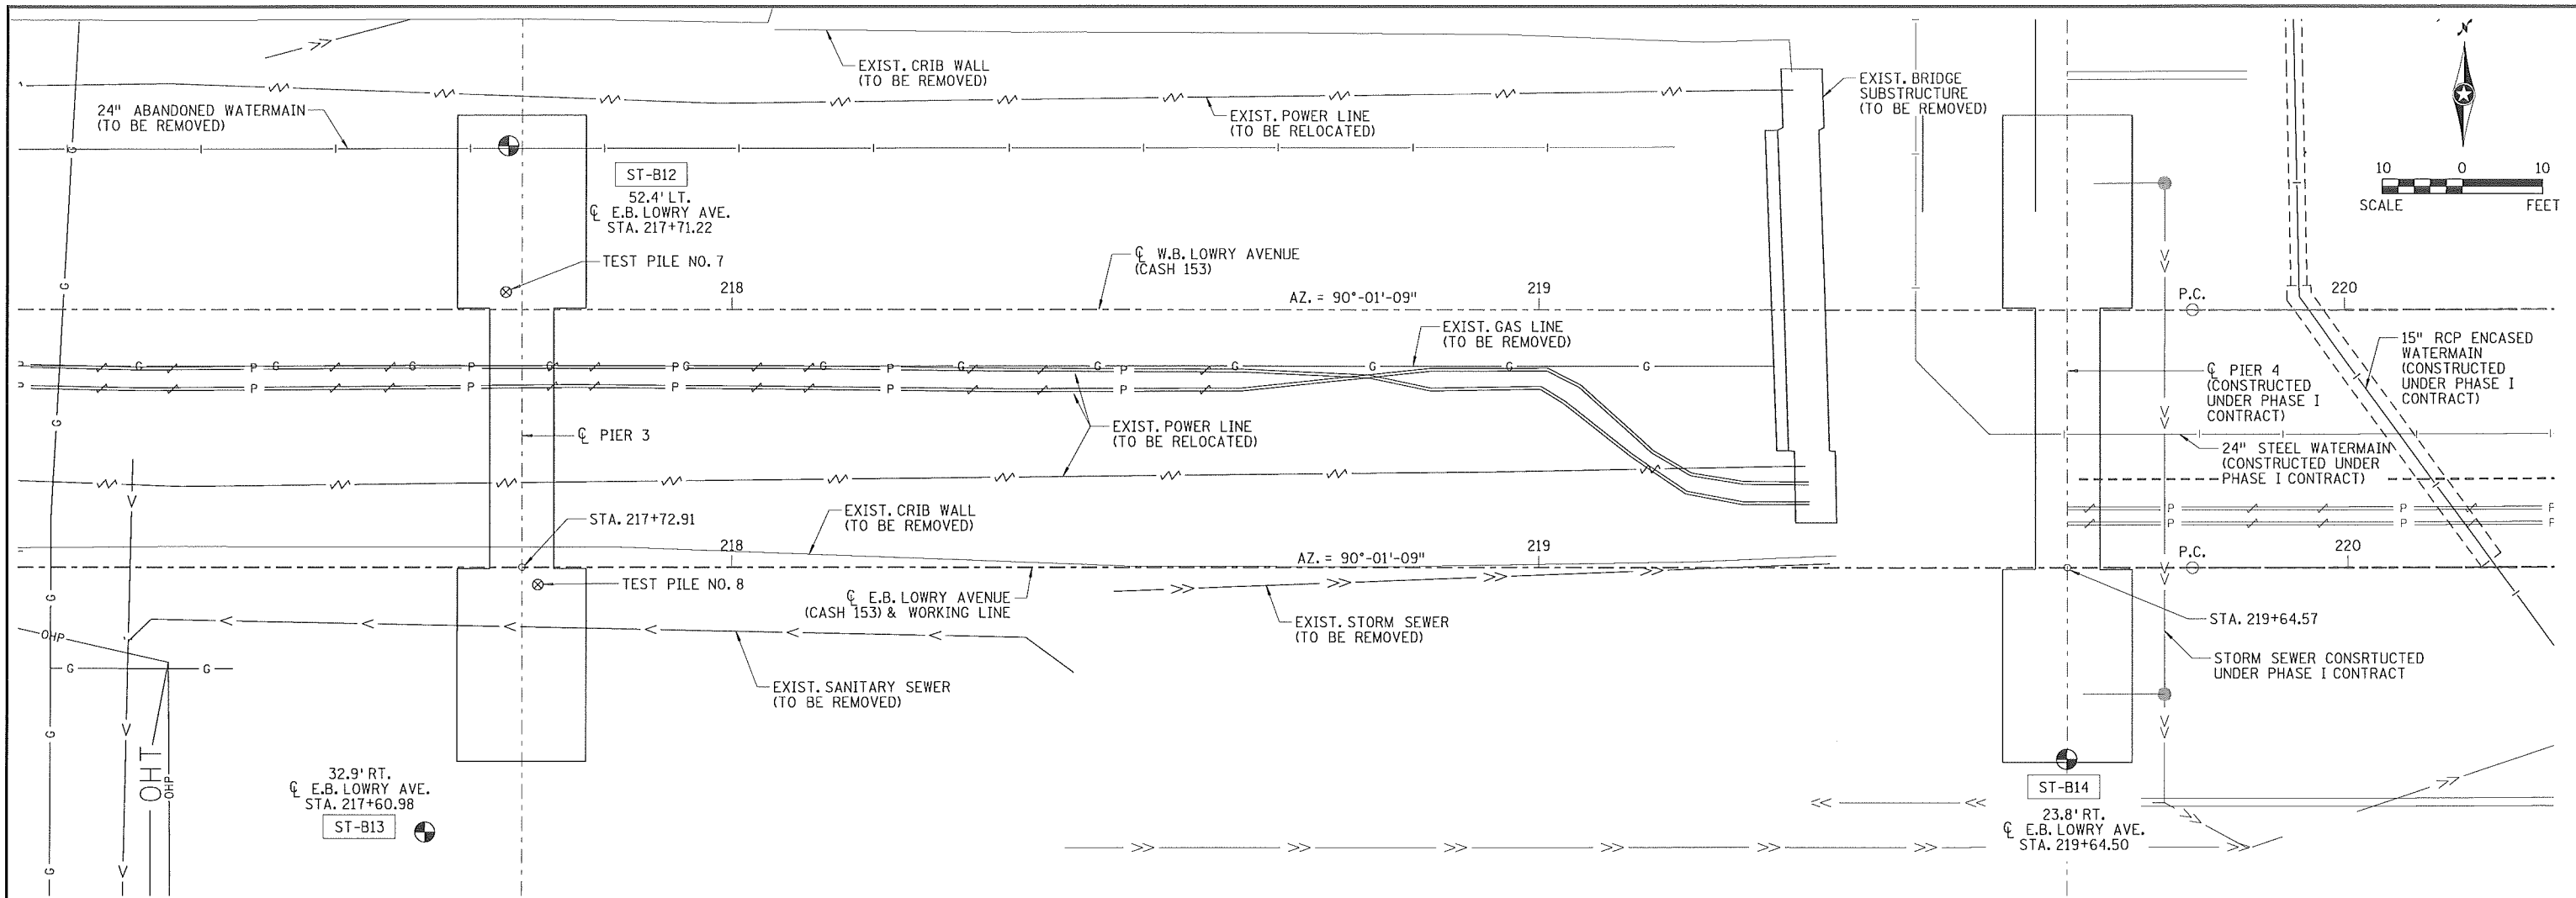 N
EXIST. CRIB WALL
(TO BE REMOVED)
24" ABANDONED WATERMAIN
(TO BE REMOVED)
EXIST. POWER LINE
(TO BE RELOCATED)
EXIST. BRIDGE
SUBSTRUCTURE
(TO BE REMOVED)
10 0 10
SCALE FEET
ST-B12
52.4' LT.
℄ E.B. LOWRY AVE.
STA. 217+71.22
TEST PILE NO. 7
℄ W.B. LOWRY AVENUE
(CASH 153)
218
AZ. = 90°-01'-09"
219
P.C.
220
EXIST. GAS LINE
(TO BE REMOVED)
15" RCP ENCASED
WATERMAIN
(CONSTRUCTED
UNDER PHASE I
CONTRACT)
℄ PIER 4
(CONSTRUCTED
UNDER PHASE I
CONTRACT)
G G G P G P G P G G P G P G G P G G G G
P P P P P
℄ PIER 3
EXIST. POWER LINE
(TO BE RELOCATED)
24" STEEL WATERMAIN
(CONSTRUCTED UNDER
PHASE I CONTRACT)
P P P
P P P
STA. 217+72.91
EXIST. CRIB WALL
(TO BE REMOVED)
218
AZ. = 90°-01'-09"
219
P.C.
220
TEST PILE NO. 8
℄ E.B. LOWRY AVENUE
(CASH 153) & WORKING LINE
EXIST. STORM SEWER
(TO BE REMOVED)
STA. 219+64.57
OHP
G G
STORM SEWER CONSRTUCTED
UNDER PHASE I CONTRACT
EXIST. SANITARY SEWER
(TO BE REMOVED)
OHT
OHP
32.9' RT.
℄ E.B. LOWRY AVE.
STA. 217+60.98
ST-B13
ST-B14
23.8' RT.
℄ E.B. LOWRY AVE.
STA. 219+64.50